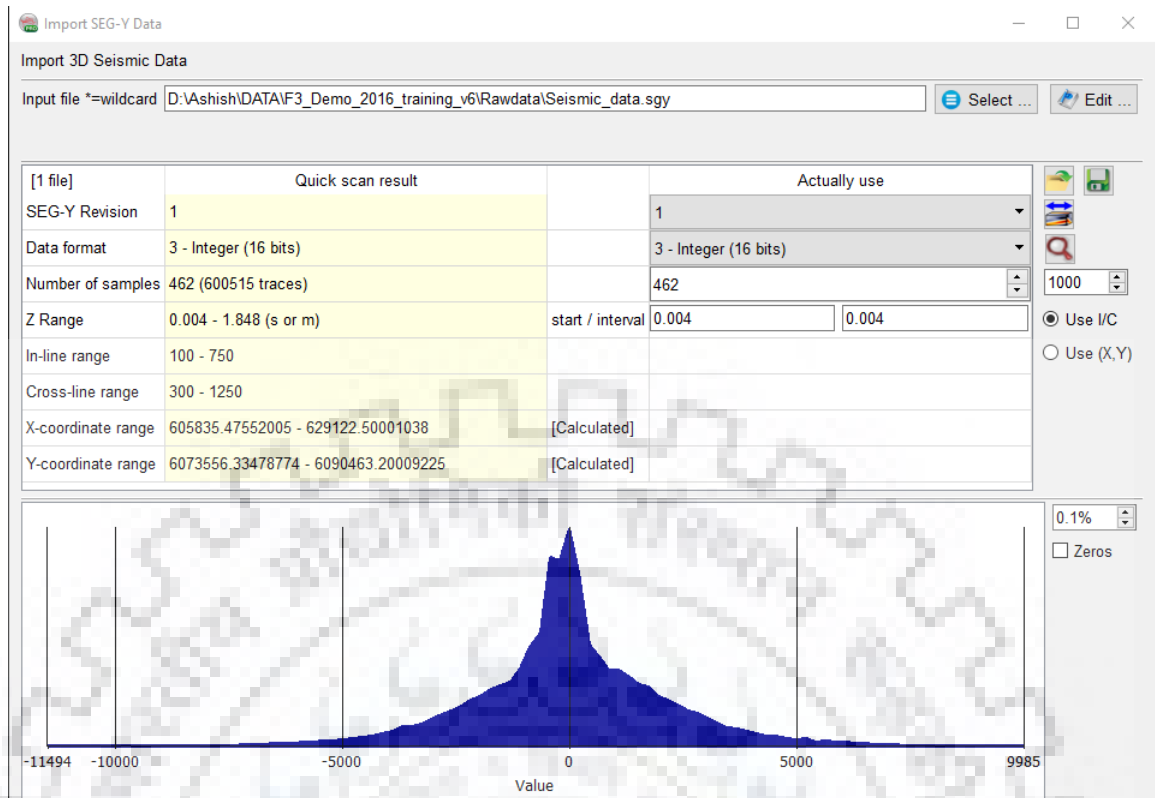 Import SEG-Y Data
Import 3D Seismic Data
Input file *=wildcard D:\Ashish\DATA\F3_Demo_2016_training_v6\Rawdata\Seismic_data.sgy Select ... Edit ...
[1 file] Quick scan result Actually use
SEG-Y Revision 1 1
Data format 3 - Integer (16 bits) 3 - Integer (16 bits)
Number of samples 462 (600515 traces) 462 1000
Z Range 0.004 - 1.848 (s or m) start / interval 0.004 0.004 Use I/C
In-line range 100 - 750 Use (X,Y)
Cross-line range 300 - 1250
X-coordinate range 605835.47552005 - 629122.50001038 [Calculated]
Y-coordinate range 6073556.33478774 - 6090463.20009225 [Calculated]
0.1%
Zeros
-11494 -10000 -5000 0 5000 9985
Value